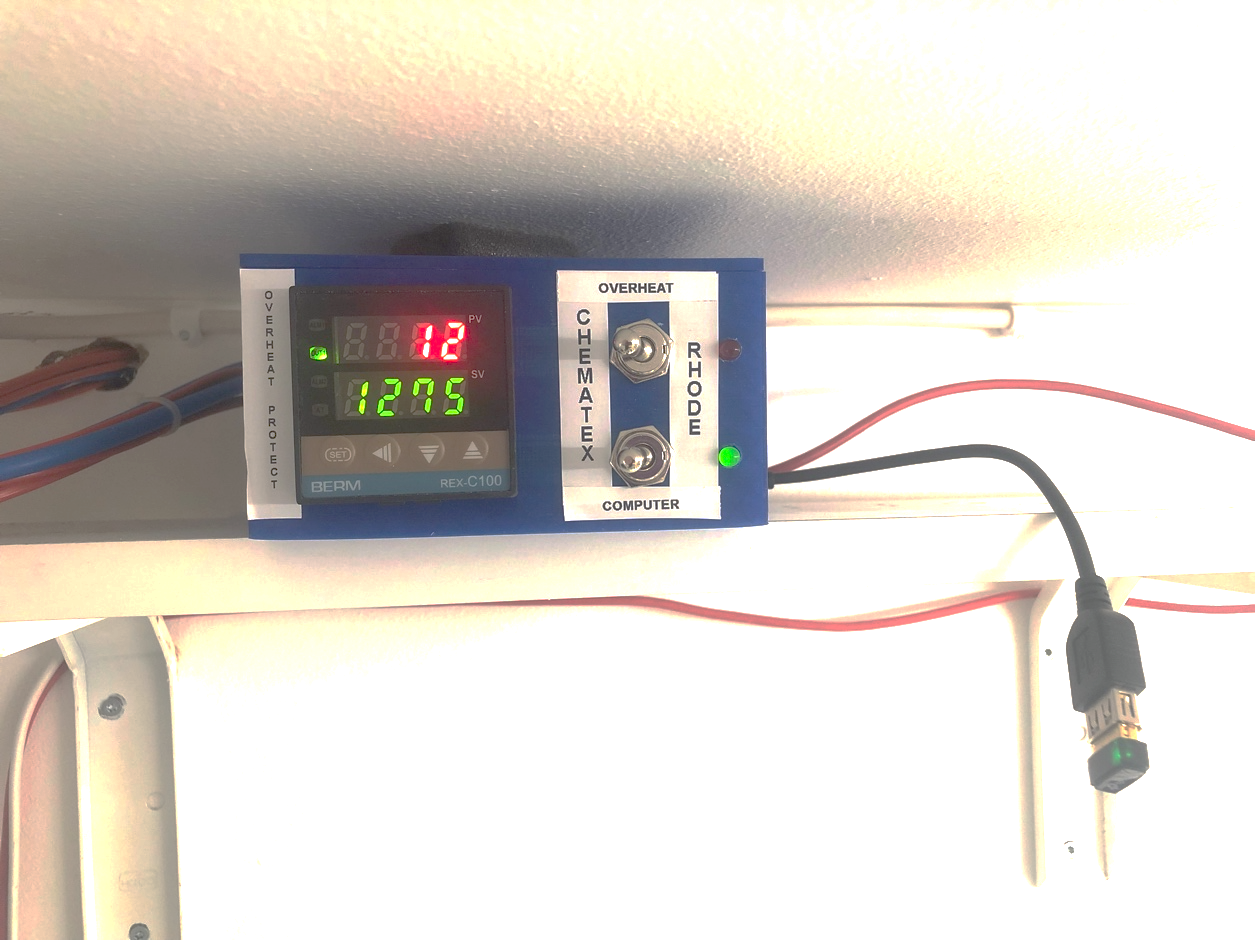 OVERHEAT PROTECT
PV
12
SV
1275
SET
BERM
REX-C100
OVERHEAT
CHEMATEX
RHODE
COMPUTER